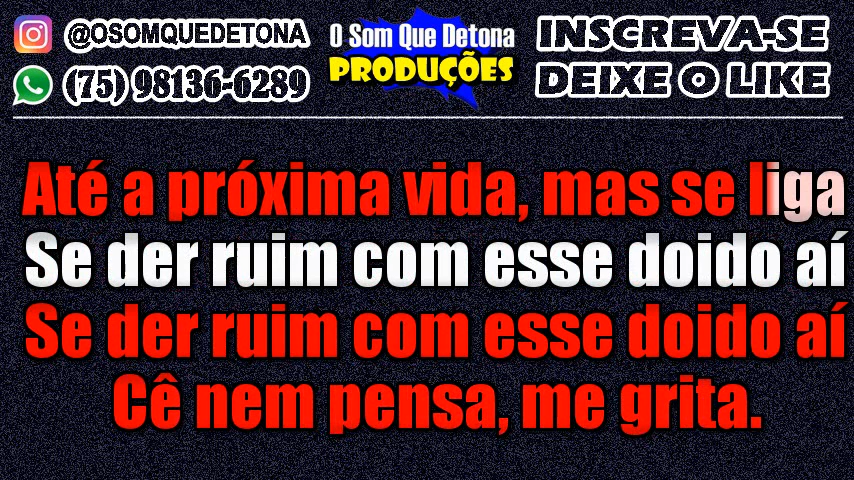 @OSOMQUEDETONA
(75) 98136-6289
O Som Que Detona
PRODUÇÕES
INSCREVA-SE
DEIXE O LIKE
Até a próxima vida, mas se liga
Se der ruim com esse doido aí
Se der ruim com esse doido aí
Cê nem pensa, me grita.